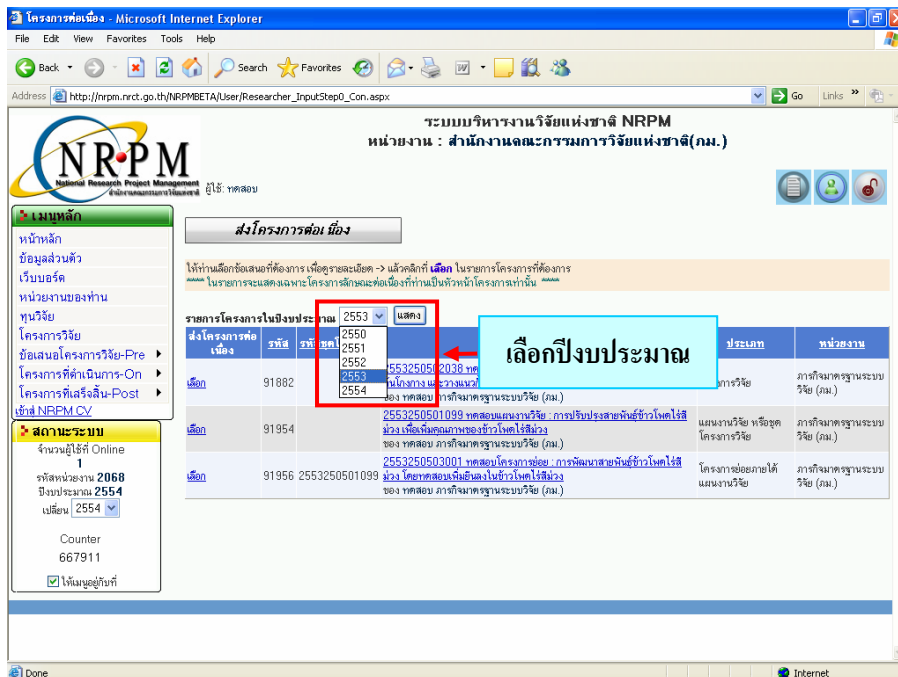 โครงการต่อเนื่อง - Microsoft Internet Explorer
File Edit View Favorites Tools Help
Back Search Favorites
Address http://nrpm.nrct.go.th/NRPMBETA/User/Researcher_InputStep0_Con.aspx Go Links »
ระบบบริหารงานวิจัยแห่งชาติ NRPM
หน่วยงาน : สำนักงานคณะกรรมการวิจัยแห่งชาติ(ภม.)
NRPM
National Research Project Management
สำนักงานคณะกรรมการวิจัยแห่งชาติ
ผู้ใช้: ทดสอบ
เมนูหลัก
หน้าหลัก
ข้อมูลส่วนตัว
เว็บบอร์ด
หน่วยงานของท่าน
ทุนวิจัย
โครงการวิจัย
ข้อเสนอโครงการวิจัย-Pre
โครงการที่ดำเนินการ-On
โครงการที่เสร็จสิ้น-Post
เข้าสู่ NRPM CV
สถานะระบบ
จำนวนผู้ใช้ที่ Online
1
รหัสหน่วยงาน 2068
ปีงบประมาณ 2554
เปลี่ยน 2554
Counter
667911
ให้เมนูอยู่กับที่
ส่งโครงการต่อเนื่อง
ให้ท่านเลือกข้อเสนอที่ต้องการ เพื่อดูรายละเอียด -> แล้วคลิกที่ เลือก ในรายการโครงการที่ต้องการ
**** ในรายการจะแสดงเฉพาะโครงการลักษณะต่อเนื่องที่ท่านเป็นหัวหน้าโครงการเท่านั้น ****
รายการโครงการในปีงบประมาณ 2553 แสดง
2550
2551
2552
2553
2554
เลือกปีงบประมาณ
ส่งโครงการต่อเนื่อง รหัส ประเภท หน่วยงาน
เลือก 91882 2553250502038
ของ ทดสอบ ภารกิจมาตรฐานระบบวิจัย (ภม.)
ภารกิจมาตรฐานระบบวิจัย (ภม.)
เลือก 91954 2553250501099 ทดสอบแผนงานวิจัย : การปรับปรุงสายพันธุ์ข้าวโพดไร่สีม่วง เพื่อเพิ่มคุณภาพของข้าวโพดไร่สีม่วง
ของ ทดสอบ ภารกิจมาตรฐานระบบวิจัย (ภม.)
แผนงานวิจัย หรือชุดโครงการวิจัย ภารกิจมาตรฐานระบบวิจัย (ภม.)
เลือก 91956 2553250501099 2553250503001 ทดสอบโครงการย่อย : การพัฒนาสายพันธุ์ข้าวโพดไร่สีม่วง โดยทดสอบเพิ่มยีนลงในข้าวโพดไร่สีม่วง
ของ ทดสอบ ภารกิจมาตรฐานระบบวิจัย (ภม.)
โครงการย่อยภายใต้แผนงานวิจัย ภารกิจมาตรฐานระบบวิจัย (ภม.)
Done Internet